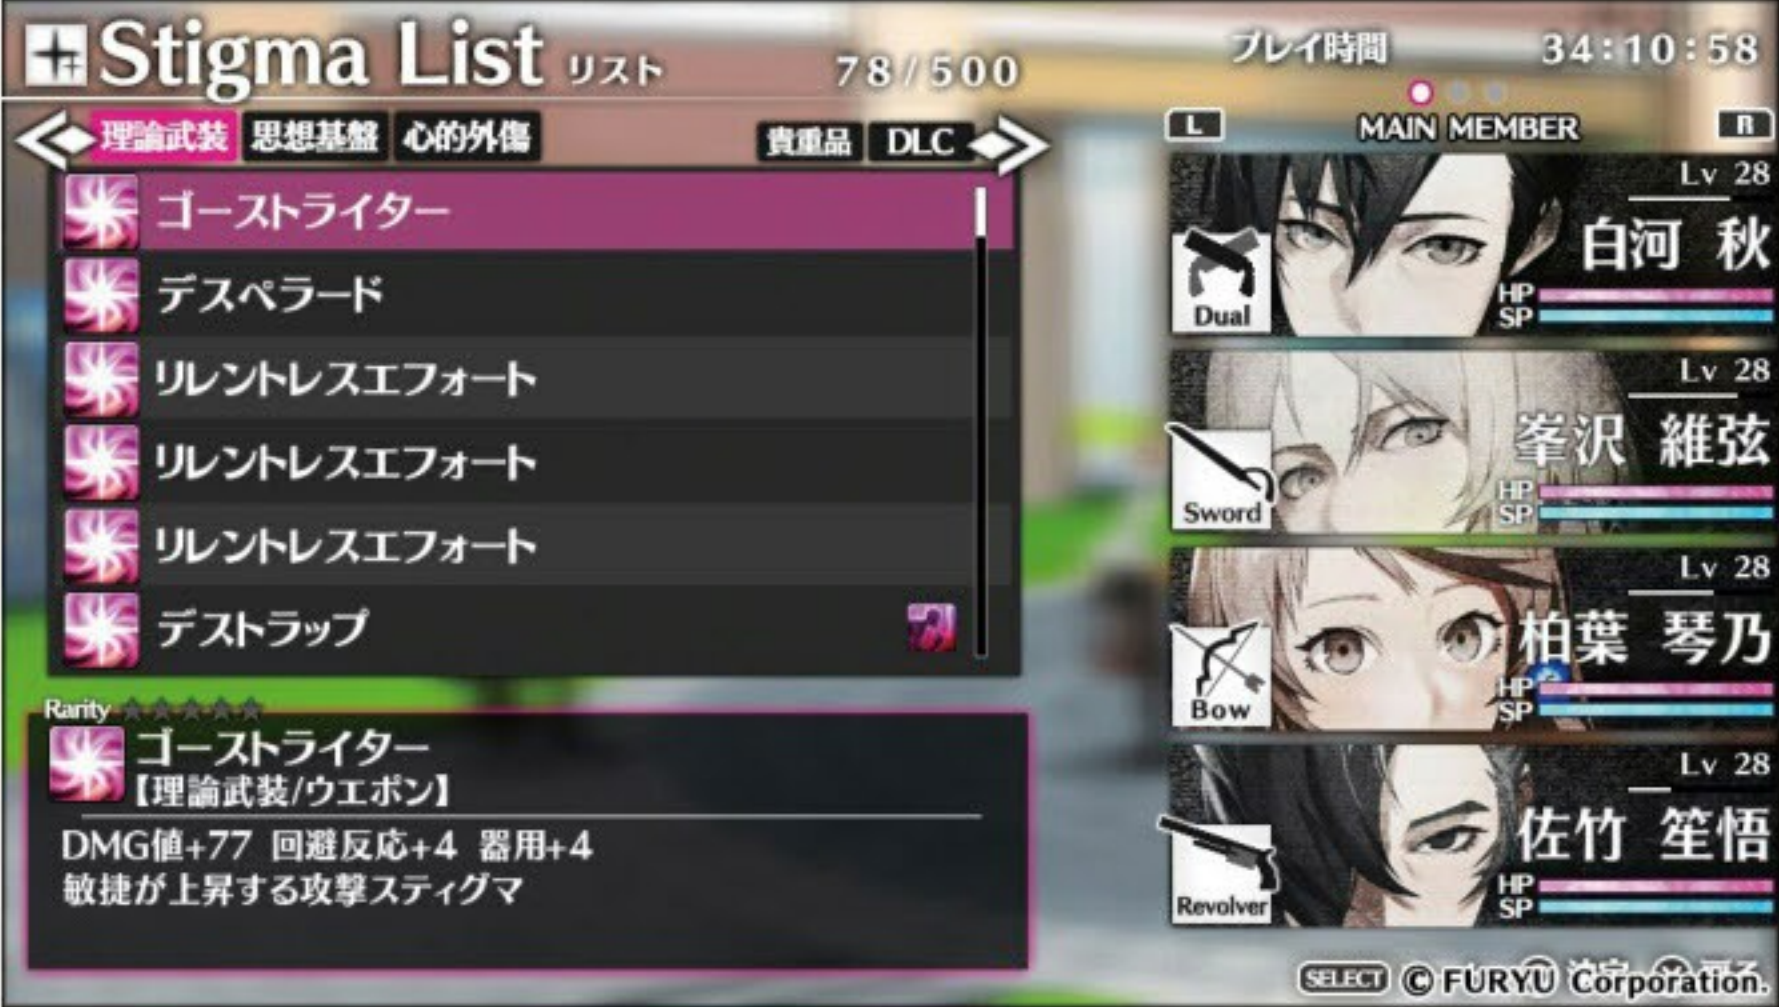 Stigma List リスト 78/500
プレイ時間 34:10:58
理論武装 思想基盤 心的外傷 貴重品 DLC
L MAIN MEMBER R
ゴーストライター
デスペラード
リレントレスエフォート
リレントレスエフォート
リレントレスエフォート
デストラップ
Rarity ★★★★★
ゴーストライター
【理論武装/ウエポン】
DMG値+77 回避反応+4 器用+4
敏捷が上昇する攻撃スティグマ
Lv 28
白河 秋
Dual
HP
SP
Lv 28
峯沢 維弦
Sword
HP
SP
Lv 28
柏葉 琴乃
Bow
HP
SP
Lv 28
佐竹 笙悟
Revolver
HP
SP
SELECT © FURYU Corporation.